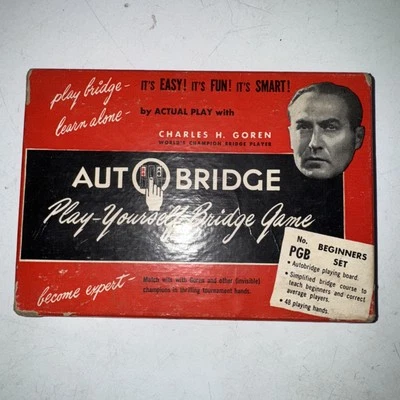 play bridge-
learn alone-
IT'S EASY! IT'S FUN! IT'S SMART!
by ACTUAL PLAY with
CHARLES H. GOREN
WORLD'S CHAMPION BRIDGE PLAYER
AUTOBRIDGE
Play-Yourself Bridge Game
become expert-
Match wits with Goren and other (invisible)
champions in thrilling tournament hands.
No.
PGB
BEGINNERS
SET
• Autobridge playing board.
• Simplified bridge course to
teach beginners and correct
average players.
• 48 playing hands.